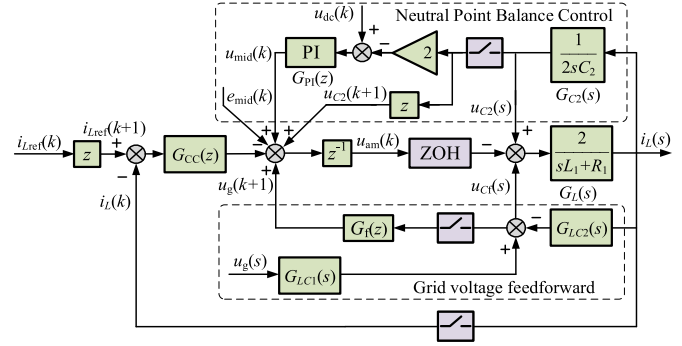 u_dc(k)
Neutral Point Balance Control
+
−
PI
2
1
2sC_2
u_mid(k)
G_PI(z)
G_C2(s)
e_mid(k)
u_C2(k+1)
z
u_C2(s)
i_Lref(k)
i_Lref(k+1)
+
+
+
i_L(s)
z
+
G_CC(z)
−
z^-1
u_am(k)
ZOH
−
2
sL_1+R_1
−
i_L(k)
+
u_g(k+1)
+
u_Cf(s)
G_L(s)
G_f(z)
−
G_LC2(s)
u_g(s)
+
G_LC1(s)
Grid voltage feedforward